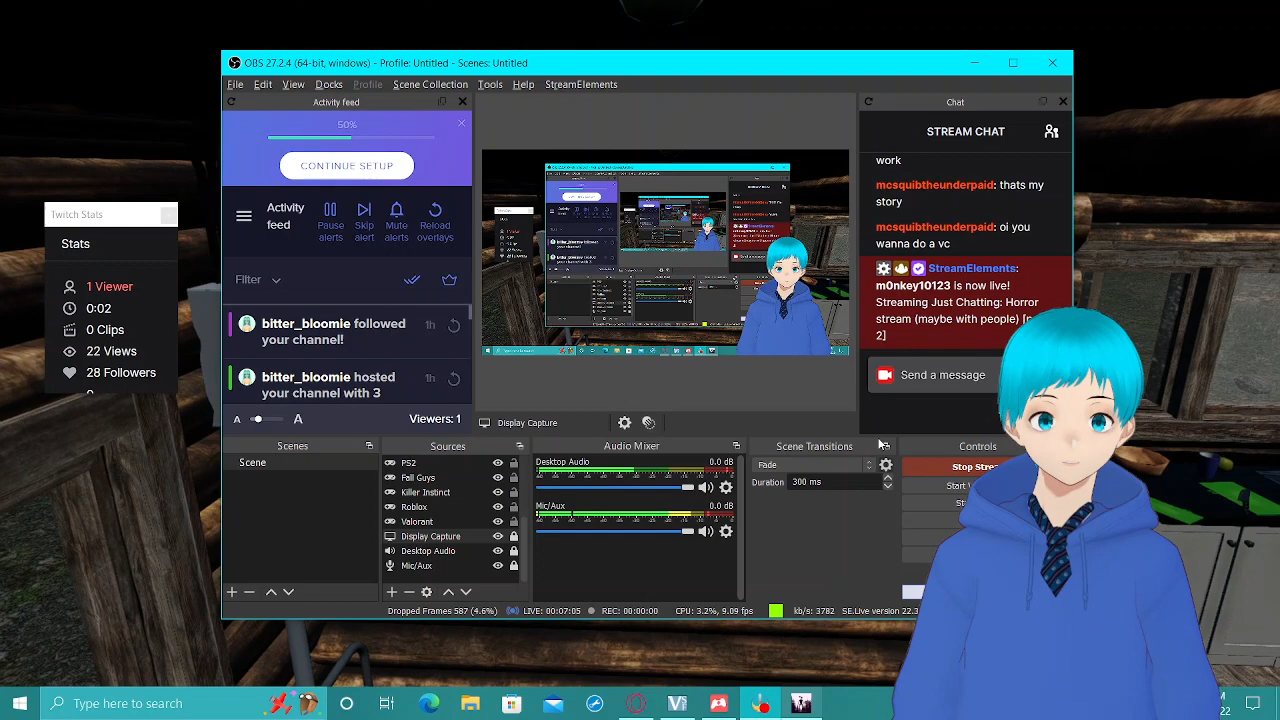 OBS 27.2.4 (64-bit, windows) - Profile: Untitled - Scenes: Untitled
File Edit View Docks Profile Scene Collection Tools Help StreamElements
Activity feed
50%
CONTINUE SETUP
Activity
feed
Pause
alerts
Skip
alert
Mute
alerts
Reload
overlays
Filter
bitter_bloomie followed 1h
your channel!
bitter_bloomie hosted 1h
your channel with 3
A A Viewers: 1
Twitch Stats
Stats
1 Viewer
0:02
0 Clips
22 Views
28 Followers
Chat
STREAM CHAT
work
mcsquibtheunderpaid: thats my
story
mcsquibtheunderpaid: oi you
wanna do a vc
StreamElements:
m0nkey10123 is now live!
Streaming Just Chatting: Horror
stream (maybe with people) [p
2]
Send a message
Display Capture
Scenes
Scene
Sources
PS2
Fall Guys
Killer Instinct
Roblox
Valorant
Display Capture
Desktop Audio
Mic/Aux
Audio Mixer
Desktop Audio 0.0 dB
Mic/Aux 0.0 dB
Scene Transitions
Fade
Duration 300 ms
Controls
Stop Strea
Start
Dropped Frames 587 (4.6%) LIVE: 00:07:05 REC: 00:00:00 CPU: 3.2%, 9.09 fps kb/s: 3782 SE.Live version 22.3
Type here to search